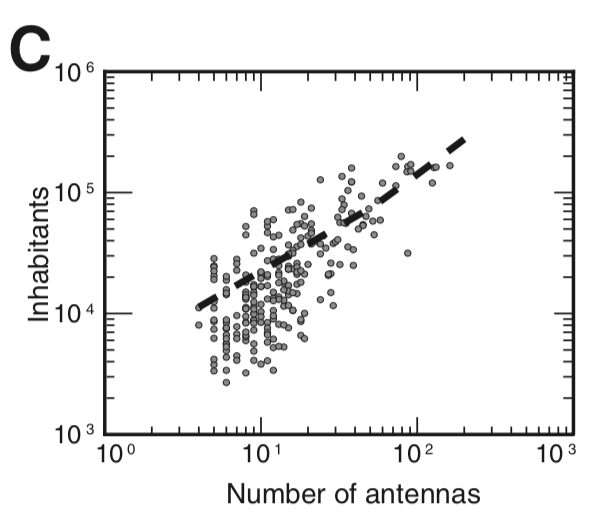 C
10⁶
10⁵
Inhabitants
10⁴
10³
10⁰ 10¹ 10² 10³
Number of antennas